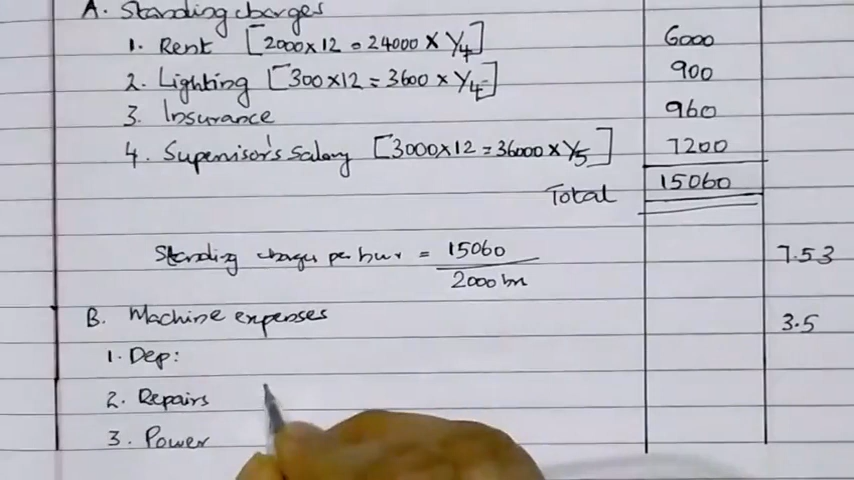 A. Standing charges
1. Rent [2000x12 = 24000 x 1/4] 6000
2. Lighting [300x12 = 3600 x 1/4] 900
3. Insurance 960
4. Supervisor's Salary [3000x12 = 36000 x 1/5] 7200
Total 15060
Standing charges per hour = 15060 / 2000 hrs 7.53
B. Machine expenses 3.5
1. Dep:
2. Repairs
3. Power